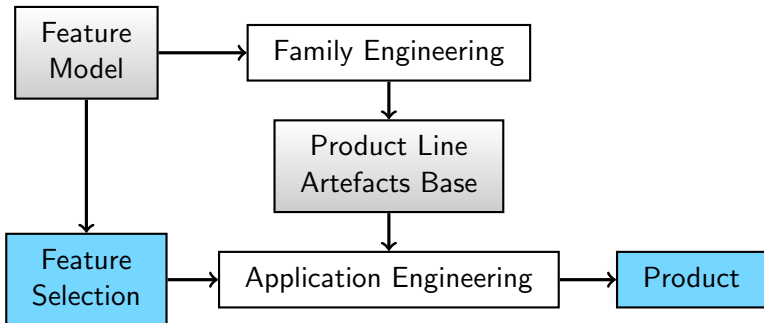 Feature
Model
Family Engineering
Product Line
Artefacts Base
Feature
Selection
Application Engineering
Product